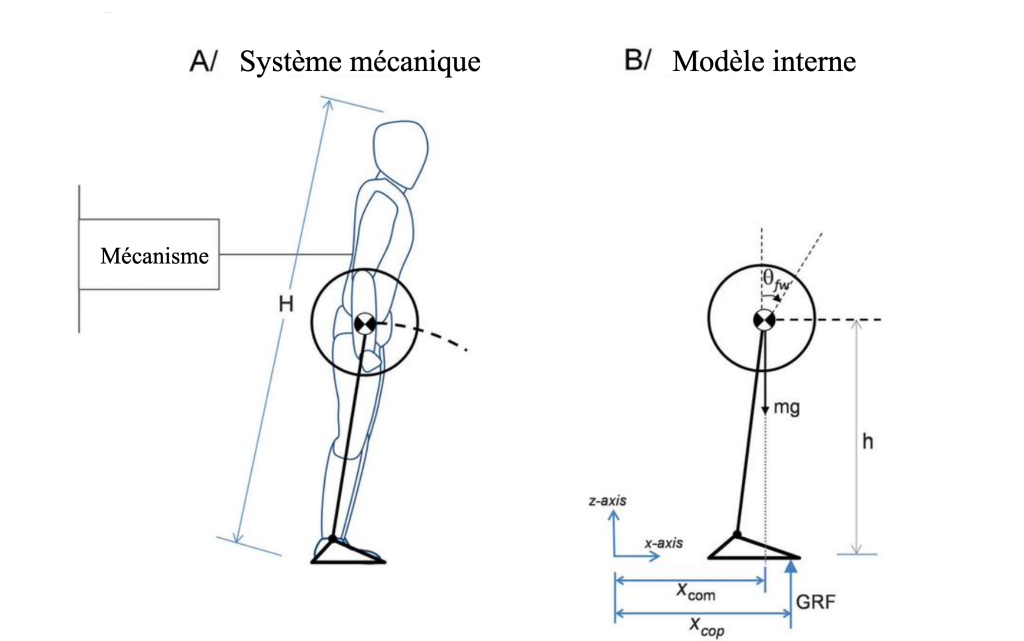 A/ Système mécanique
B/ Modèle interne
Mécanisme
H
θfw
mg
h
z-axis
x-axis
xcom
GRF
xcop